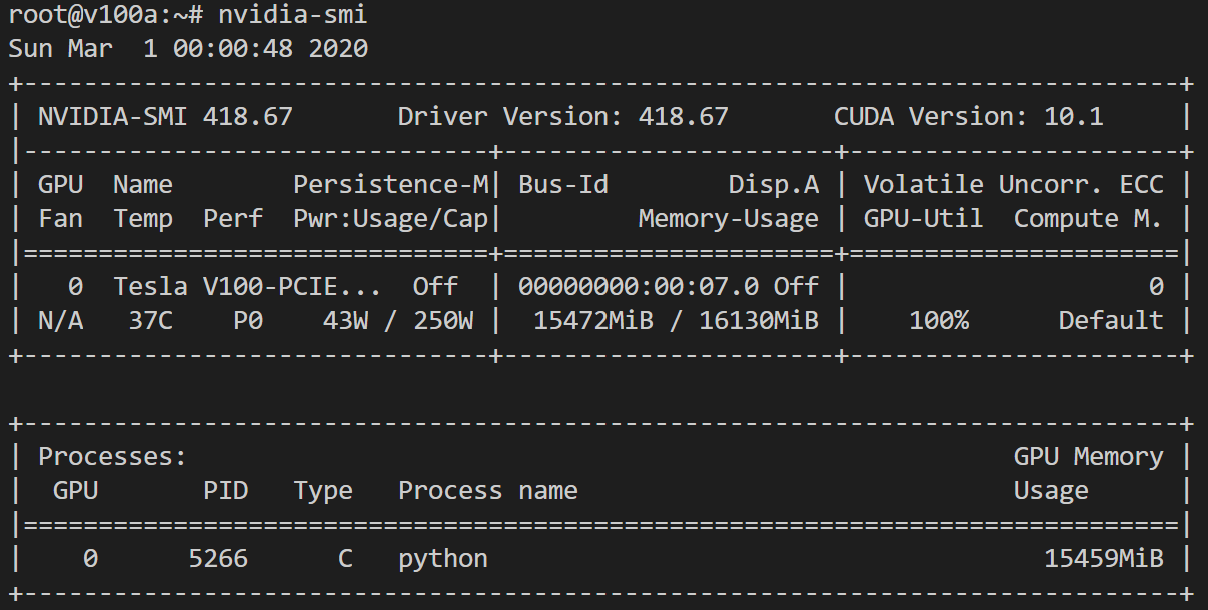 root@v100a:~# nvidia-smi
Sun Mar  1 00:00:48 2020
+-----------------------------------------------------------------------------+
| NVIDIA-SMI 418.67       Driver Version: 418.67       CUDA Version: 10.1     |
|-------------------------------+----------------------+----------------------+
| GPU  Name        Persistence-M| Bus-Id        Disp.A | Volatile Uncorr. ECC |
| Fan  Temp  Perf  Pwr:Usage/Cap|         Memory-Usage | GPU-Util  Compute M. |
|===============================+======================+======================|
|   0  Tesla V100-PCIE...  Off  | 00000000:00:07.0 Off |                    0 |
| N/A   37C    P0    43W / 250W |  15472MiB / 16130MiB |    100%      Default |
+-------------------------------+----------------------+----------------------+

+-----------------------------------------------------------------------------+
| Processes:                                                       GPU Memory |
|  GPU       PID   Type   Process name                             Usage      |
|=============================================================================|
|    0      5266      C   python                                     15459MiB |
+-----------------------------------------------------------------------------+